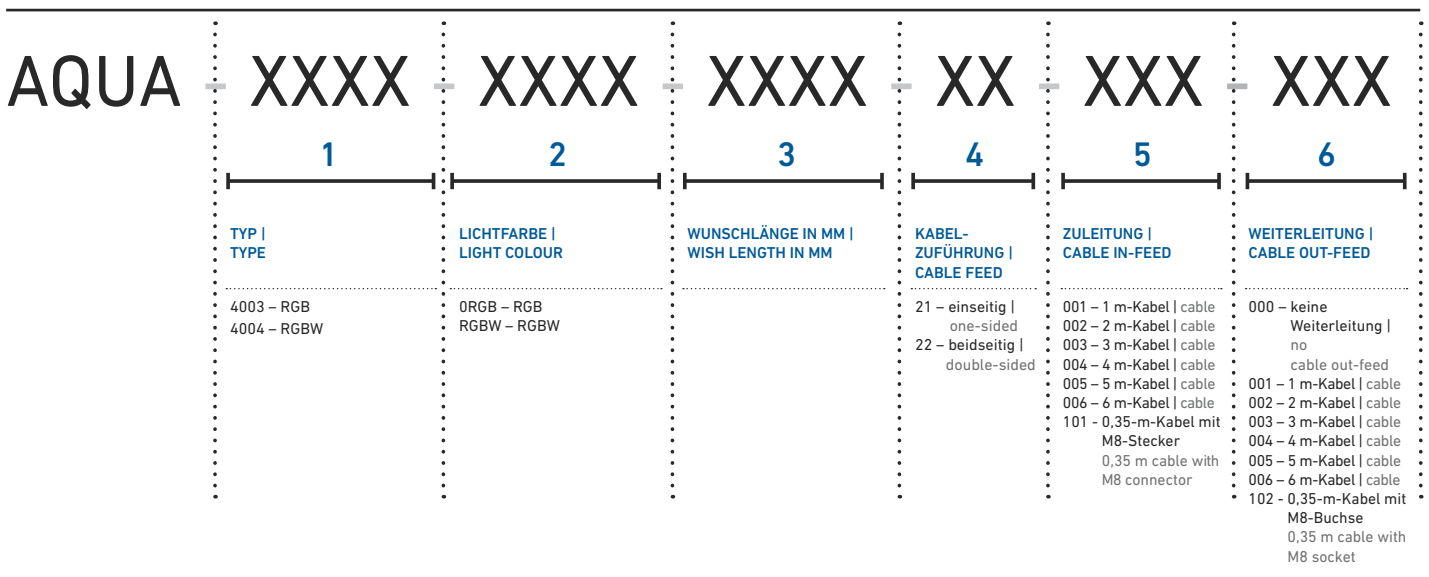 AQUA - XXXX - XXXX - XXXX - XX - XXX - XXX
1 2 3 4 5 6
TYP |
TYPE
4003 – RGB
4004 – RGBW
LICHTFARBE |
LIGHT COLOUR
0RGB – RGB
RGBW – RGBW
WUNSCHLÄNGE IN MM |
WISH LENGTH IN MM
KABEL-
ZUFÜHRUNG |
CABLE FEED
21 – einseitig |
one-sided
22 – beidseitig |
double-sided
ZULEITUNG |
CABLE IN-FEED
001 – 1 m-Kabel | cable
002 – 2 m-Kabel | cable
003 – 3 m-Kabel | cable
004 – 4 m-Kabel | cable
005 – 5 m-Kabel | cable
006 – 6 m-Kabel | cable
101 - 0,35-m-Kabel mit
M8-Stecker
0,35 m cable with
M8 connector
WEITERLEITUNG |
CABLE OUT-FEED
000 – keine
Weiterleitung |
no
cable out-feed
001 – 1 m-Kabel | cable
002 – 2 m-Kabel | cable
003 – 3 m-Kabel | cable
004 – 4 m-Kabel | cable
005 – 5 m-Kabel | cable
006 – 6 m-Kabel | cable
102 - 0,35-m-Kabel mit
M8-Buchse
0,35 m cable with
M8 socket